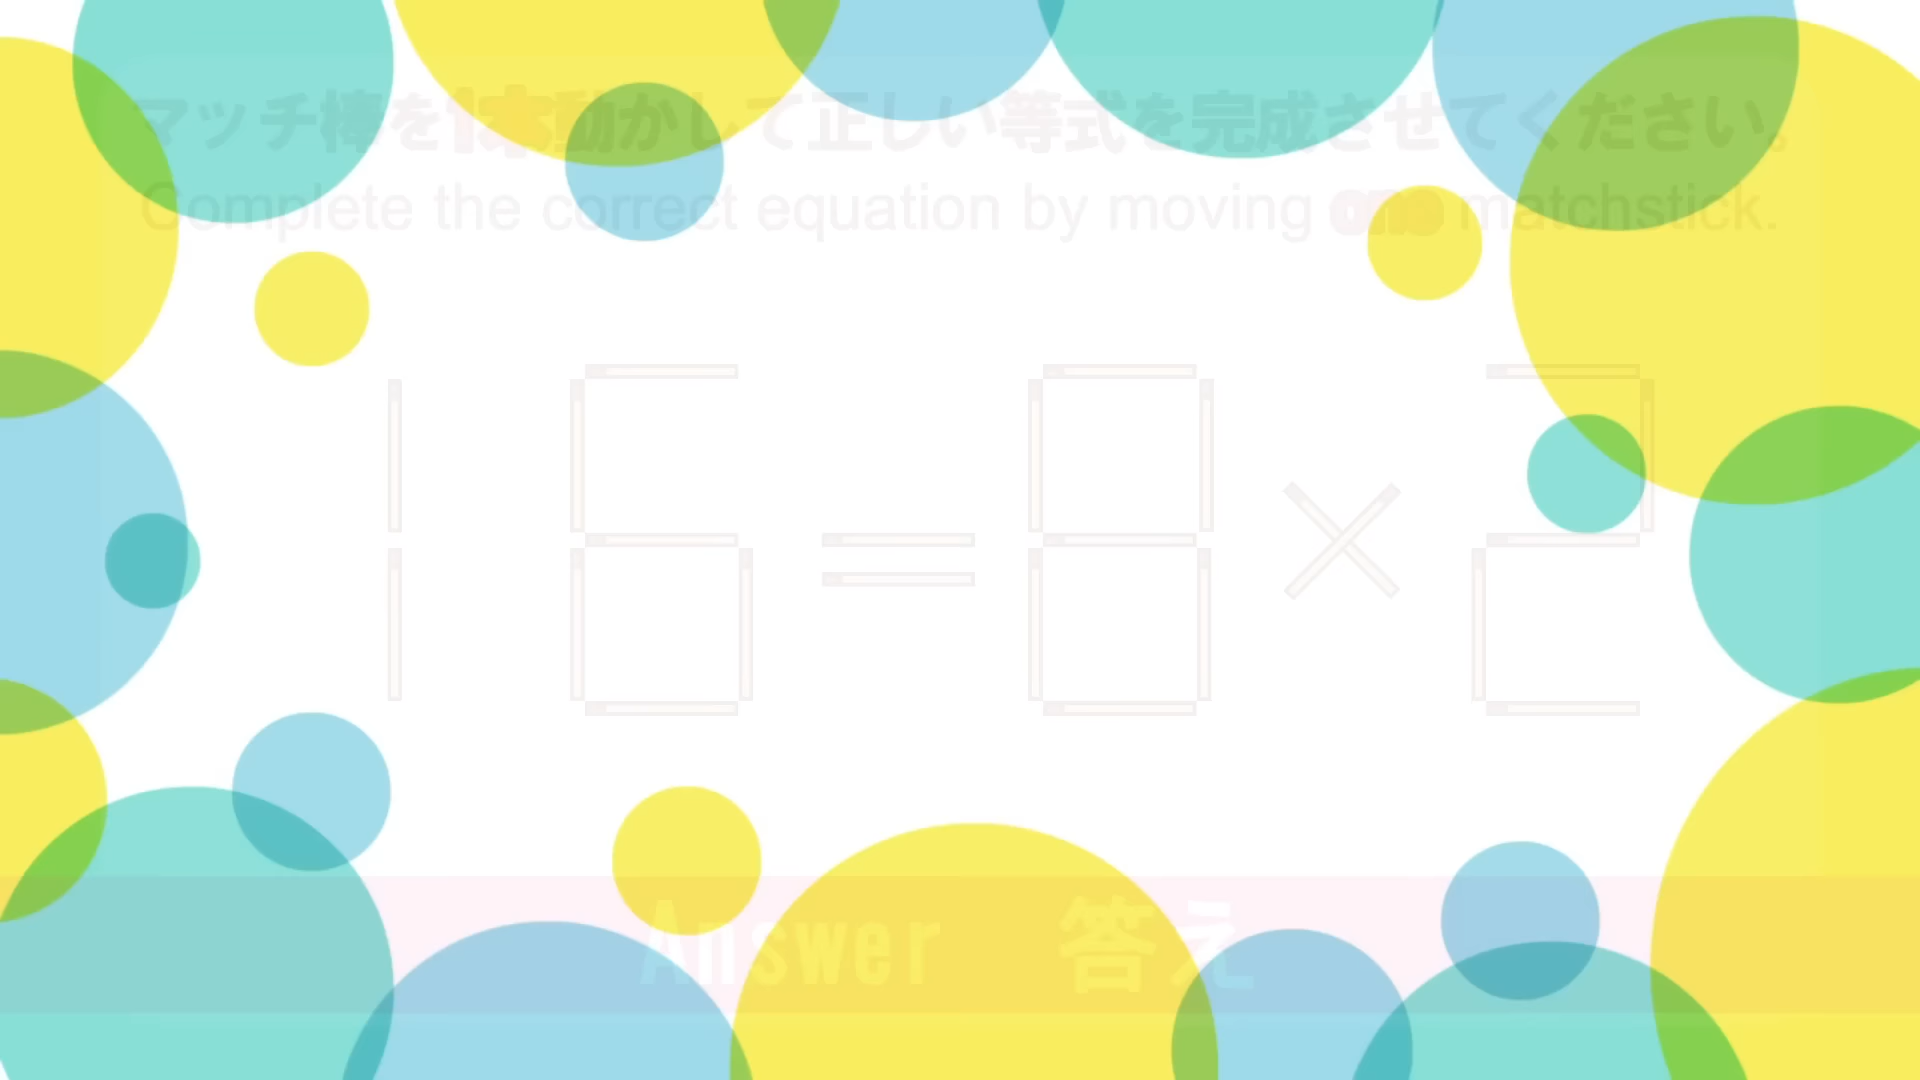 マッチ棒を1本動かして正しい等式を完成させてください。
Complete the correct equation by moving one matchstick.
16=8×2
Answer 答え